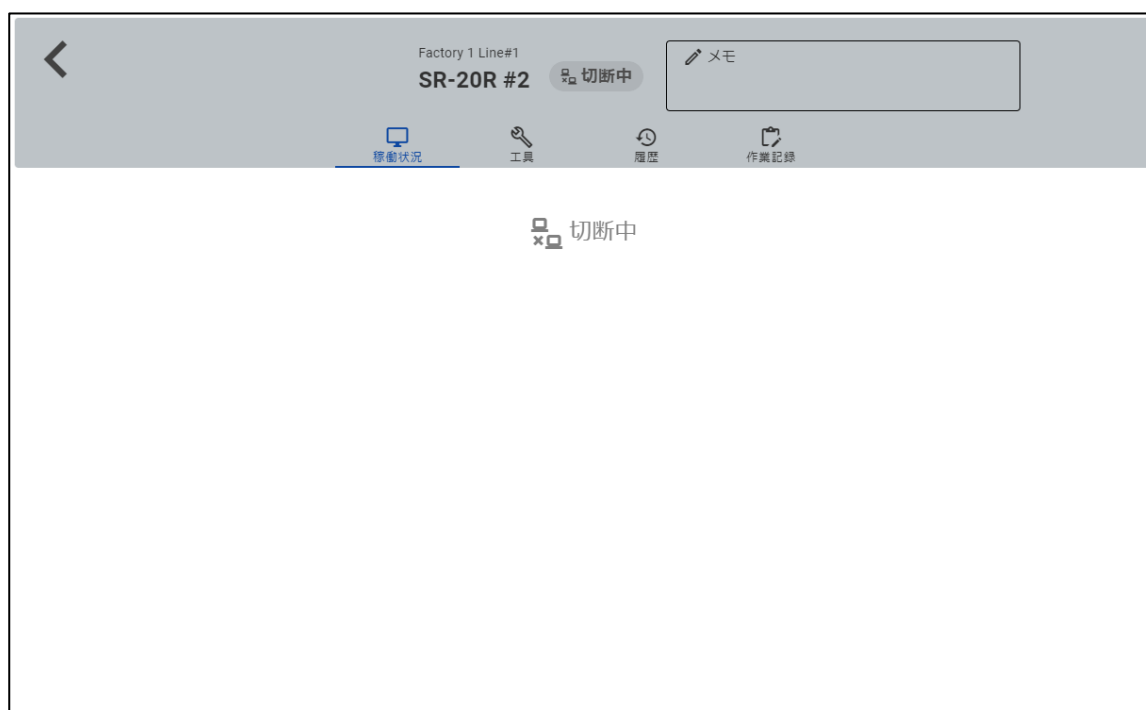 Factory 1 Line#1
SR-20R #2
切断中
メモ
稼働状況
工具
履歴
作業記録
切断中